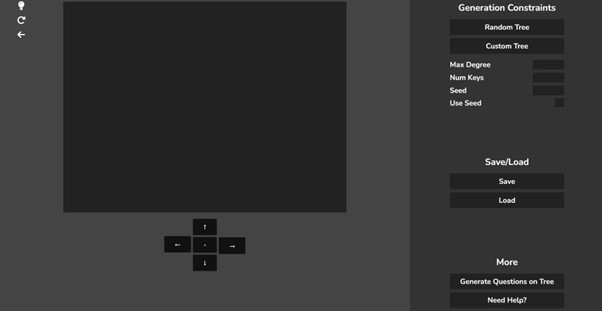 Generation Constraints
Random Tree
Custom Tree
Max Degree
Num Keys
Seed
Use Seed
Save/Load
Save
Load
↑
← · →
↓
More
Generate Questions on Tree
Need Help?